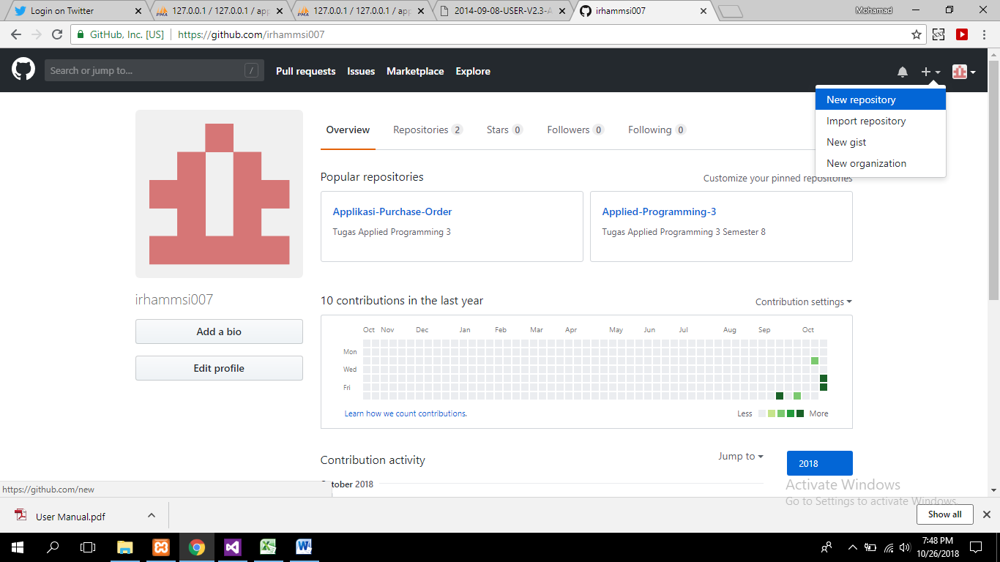 Login on Twitter
127.0.0.1 / 127.0.0.1 / app
127.0.0.1 / 127.0.0.1 / app
2014-09-08-USER-V2.3-A
irhammsi007
Mohamad
GitHub, Inc. [US]
https://github.com/irhammsi007
Search or jump to...
/
Pull requests
Issues
Marketplace
Explore
New repository
Import repository
New gist
New organization
Overview
Repositories 2
Stars 0
Followers 0
Following 0
Popular repositories
Customize your pinned repositories
Applikasi-Purchase-Order
Tugas Applied Programming 3
Applied-Programming-3
Tugas Applied Programming 3 Semester 8
irhammsi007
Add a bio
Edit profile
10 contributions in the last year
Contribution settings
Oct Nov Dec Jan Feb Mar Apr May Jun Jul Aug Sep Oct
Mon
Wed
Fri
Learn how we count contributions.
Less
More
Contribution activity
Jump to
2018
October 2018
https://github.com/new
Activate Windows
Go to Settings to activate Windows.
User Manual.pdf
Show all
7:48 PM
10/26/2018